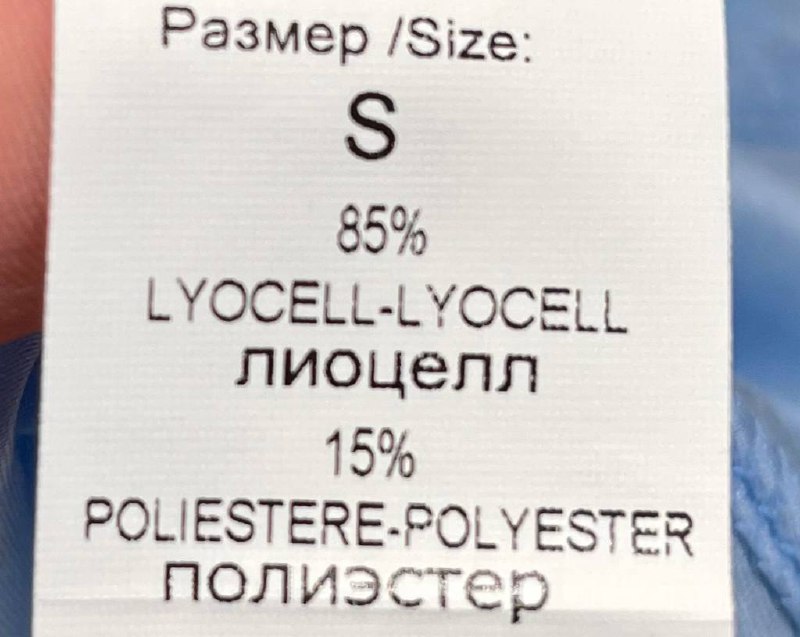 Размер /Size:
S
85%
LYOCELL-LYOCELL
лиоцелл
15%
POLIESTERE-POLYESTER
полиэстер